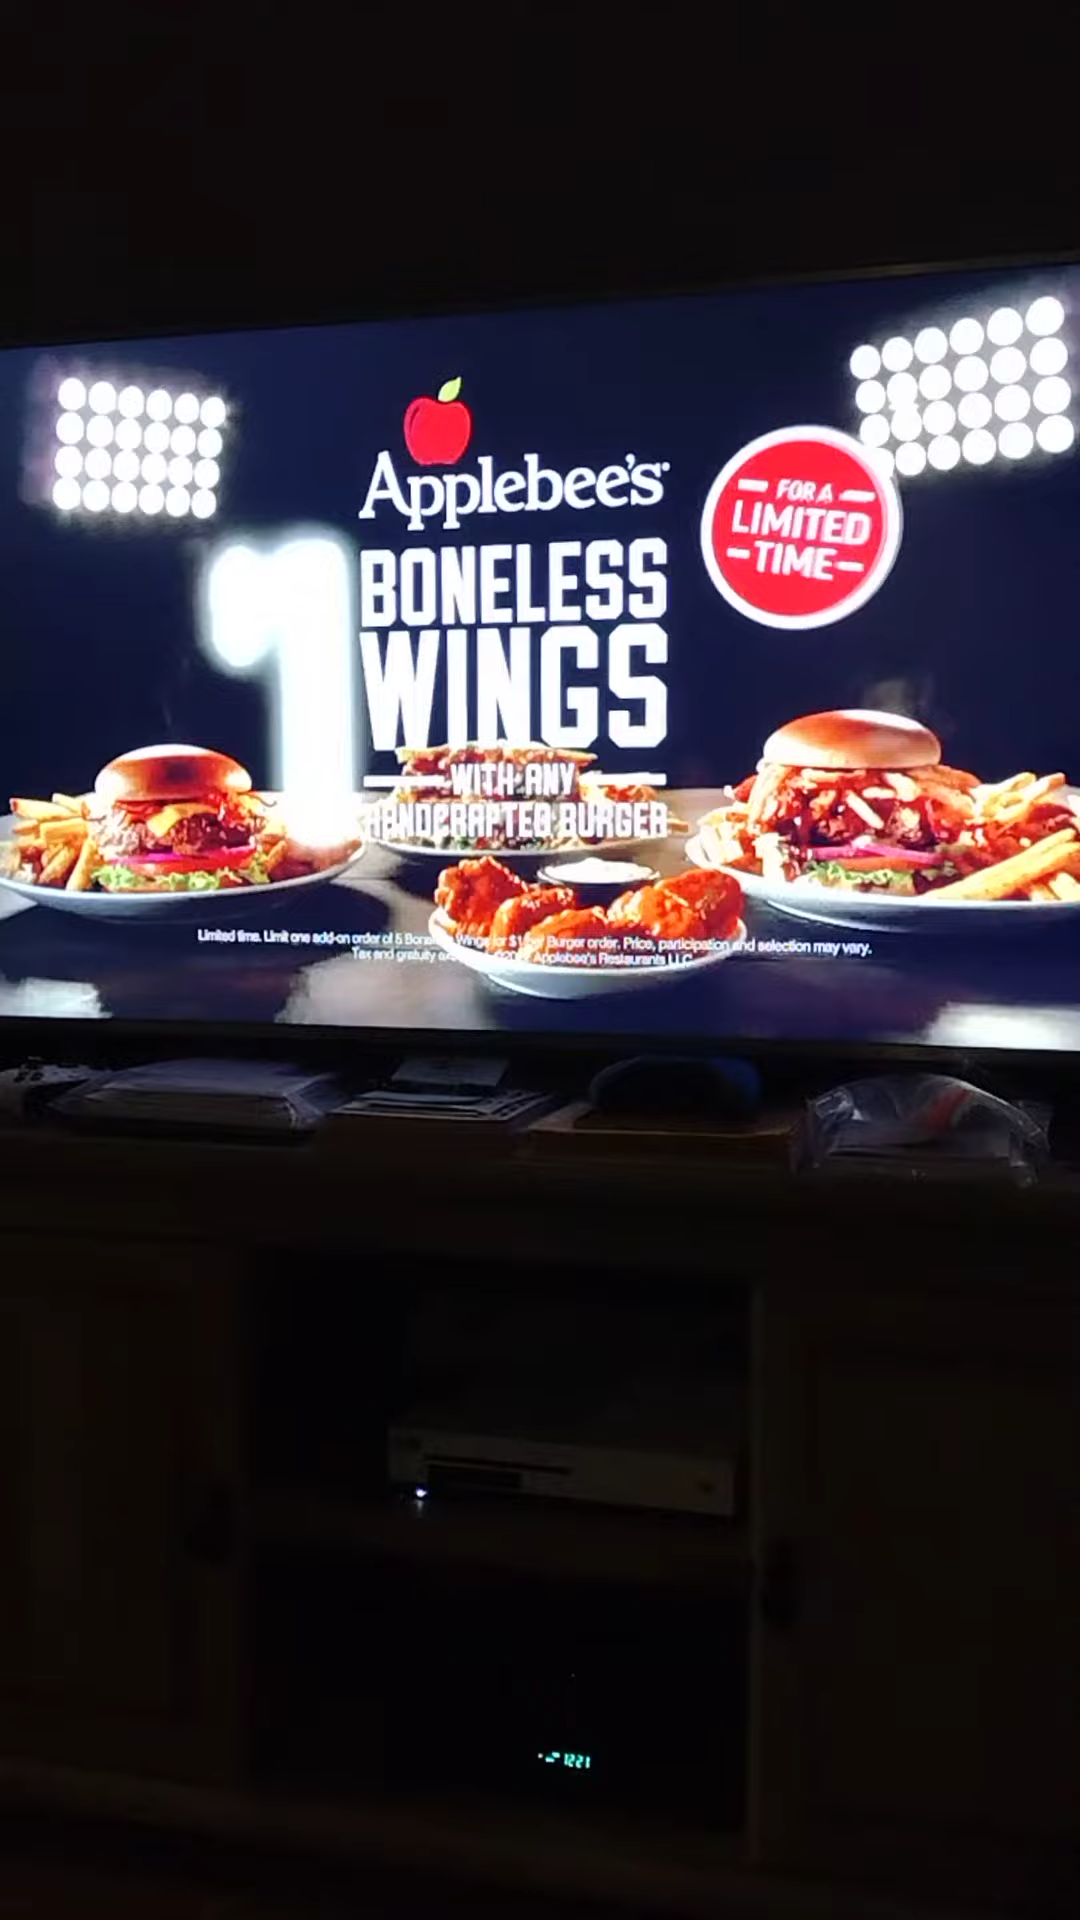 Applebee's
FOR A
LIMITED
TIME
1 BONELESS
WINGS
WITH ANY
HANDCRAFTED BURGER
Limited time. Limit one add-on order of 5 Boneless Wings for $1 per Burger order. Price, participation and selection may vary.
Tax and gratuity Applebee's Restaurants LLC
1221